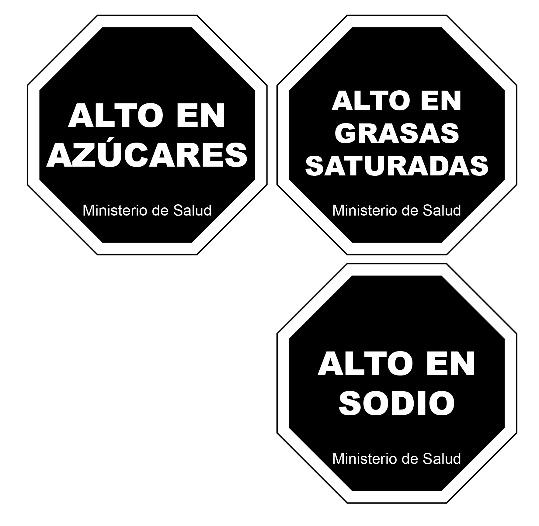 ALTO EN
AZÚCARES
Ministerio de Salud
ALTO EN
GRASAS
SATURADAS
Ministerio de Salud
ALTO EN
SODIO
Ministerio de Salud